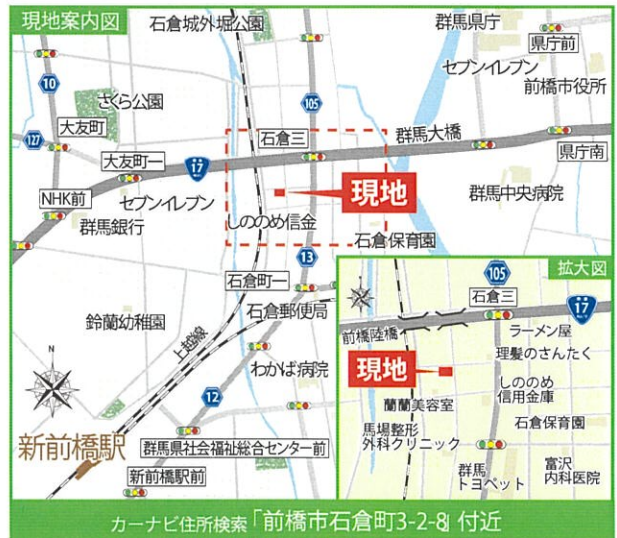 現地案内図
石倉城外堀公園
群馬県庁
県庁前
セブンイレブン
前橋市役所
10
さくら公園
105
127
大友町
石倉三
群馬大橋
県庁南
大友町一
17
NHK前
セブンイレブン
現地
群馬中央病院
群馬銀行
しののめ信金
石倉保育園
13
石倉町一
鈴蘭幼稚園
上越線
石倉郵便局
わかば病院
N
12
新前橋駅
群馬県社会福祉総合センター前
新前橋駅前
拡大図
105
石倉三
17
前橋陸橋
ラーメン屋
理髪のさんたく
現地
しののめ
信用金庫
蘭蘭美容室
石倉保育園
馬場整形
外科クリニック
群馬
トヨペット
富沢
内科医院
カーナビ住所検索「前橋市石倉町3-2-8」付近